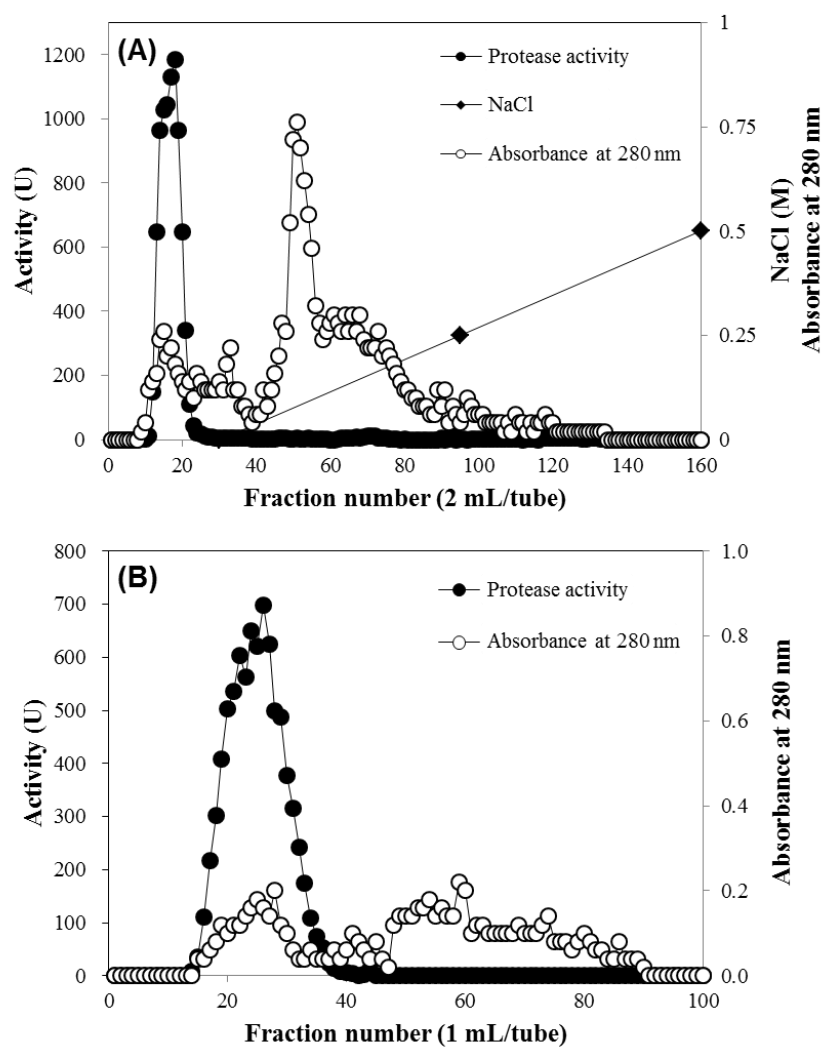 (A)
Protease activity
NaCl
Absorbance at 280 nm
Activity (U)
1200
1000
800
600
400
200
0
1
0.75
0.5
0.25
0
NaCl (M)
Absorbance at 280 nm
0 20 40 60 80 100 120 140 160
Fraction number (2 mL/tube)
(B)
Protease activity
Absorbance at 280 nm
Activity (U)
800
700
600
500
400
300
200
100
0
1.0
0.8
0.6
0.4
0.2
0.0
Absorbance at 280 nm
0 20 40 60 80 100
Fraction number (1 mL/tube)